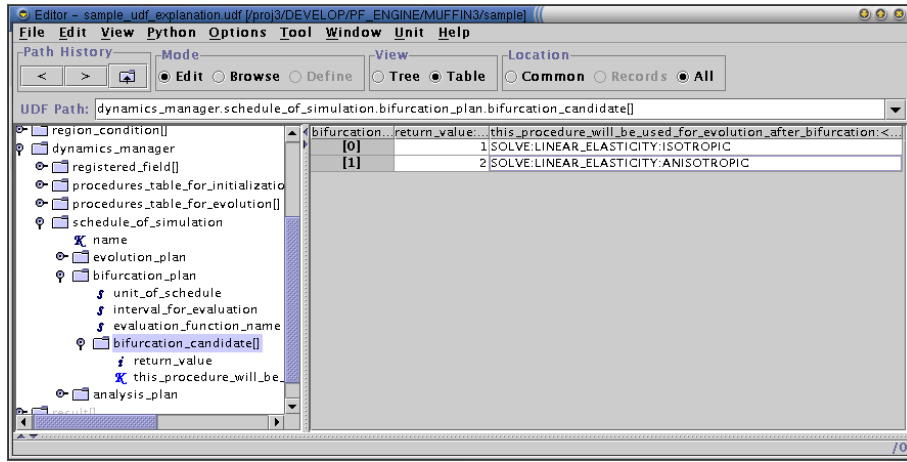 Editor – sample_udf_explanation.udf [/proj3/DEVELOP/PF_ENGINE/MUFFIN3/sample]
File Edit View Python Options Tool Window Unit Help
Path History Mode View Location
< > Edit Browse Define Tree Table Common Records All
UDF Path: dynamics_manager.schedule_of_simulation.bifurcation_plan.bifurcation_candidate[]
region_condition[]
dynamics_manager
registered_field[]
procedures_table_for_initializatio
procedures_table_for_evolution[]
schedule_of_simulation
K name
evolution_plan
bifurcation_plan
s unit_of_schedule
s interval_for_evaluation
s evaluation_function_name
bifurcation_candidate[]
i return_value
K this_procedure_will_be_
analysis_plan
result[]
bifurcation... return_value:... this_procedure_will_be_used_for_evolution_after_bifurcation:<...
[0] 1 SOLVE:LINEAR_ELASTICITY:ISOTROPIC
[1] 2 SOLVE:LINEAR_ELASTICITY:ANISOTROPIC
/0